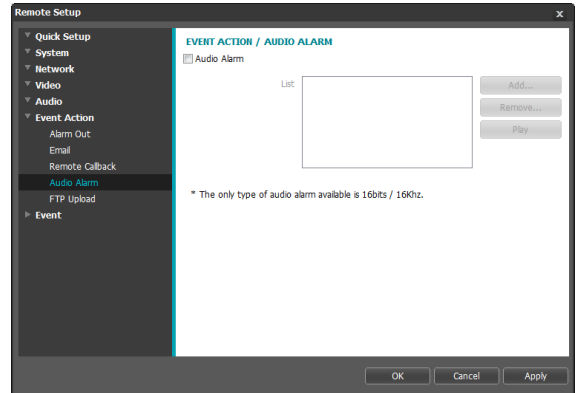 Remote Setup
x
Quick Setup
System
Network
Video
Audio
Event Action
Alarm Out
Email
Remote Callback
Audio Alarm
FTP Upload
Event
EVENT ACTION / AUDIO ALARM
Audio Alarm
List
Add...
Remove...
Play
* The only type of audio alarm available is 16bits / 16Khz.
OK
Cancel
Apply